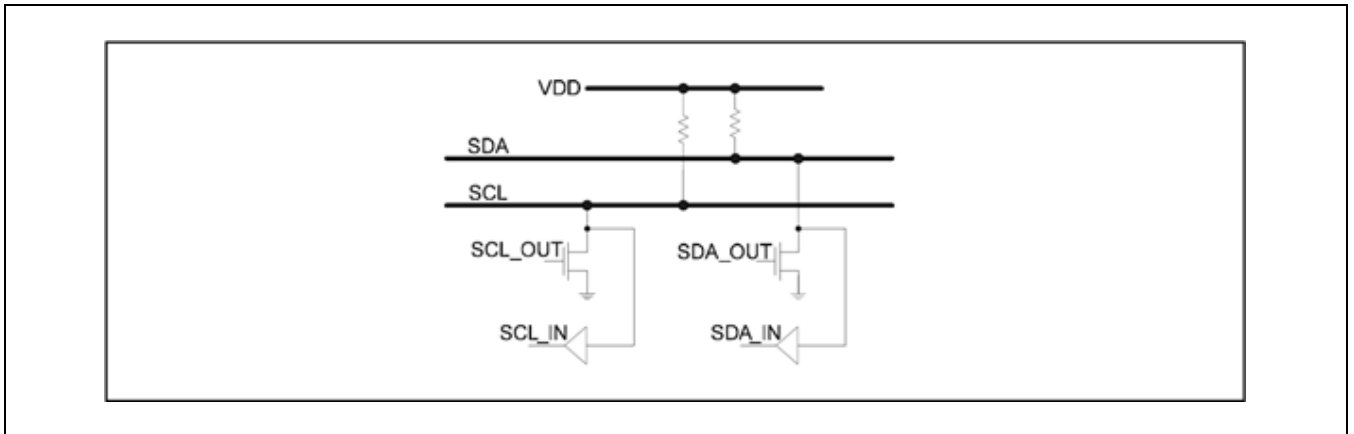 VDD
SDA
SCL
SCL_OUT
SDA_OUT
SCL_IN
SDA_IN